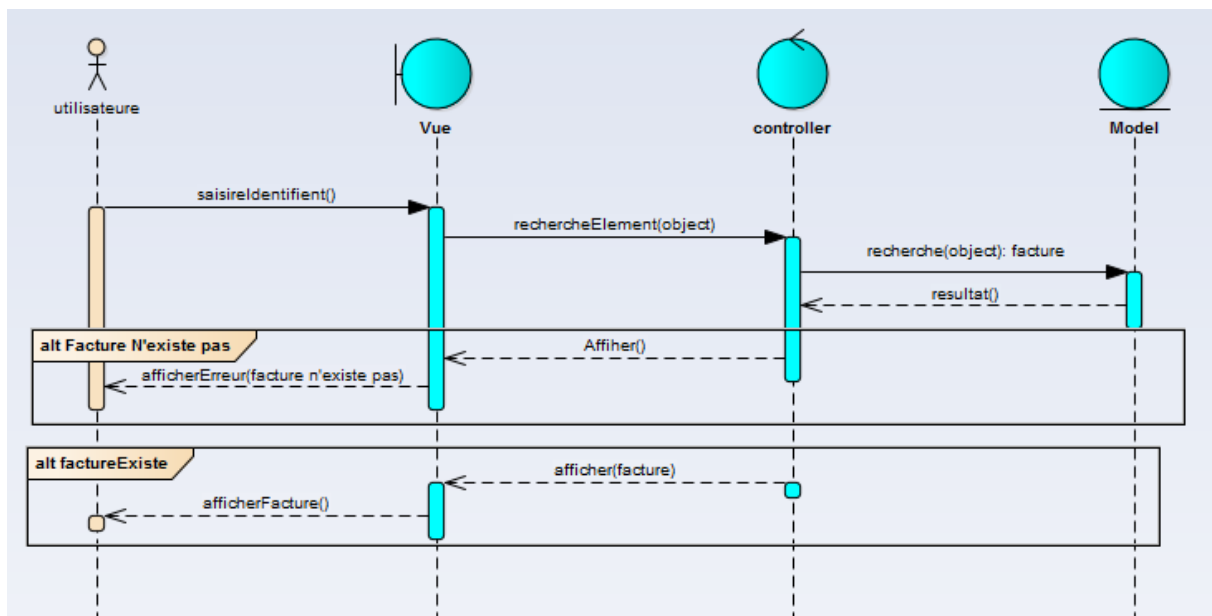 utilisateure
Vue
controller
Model
saisireIdentifient()
rechercheElement(object)
recherche(object): facture
resultat()
alt Facture N'existe pas
Affiher()
afficherErreur(facture n'existe pas)
alt factureExiste
afficher(facture)
afficherFacture()